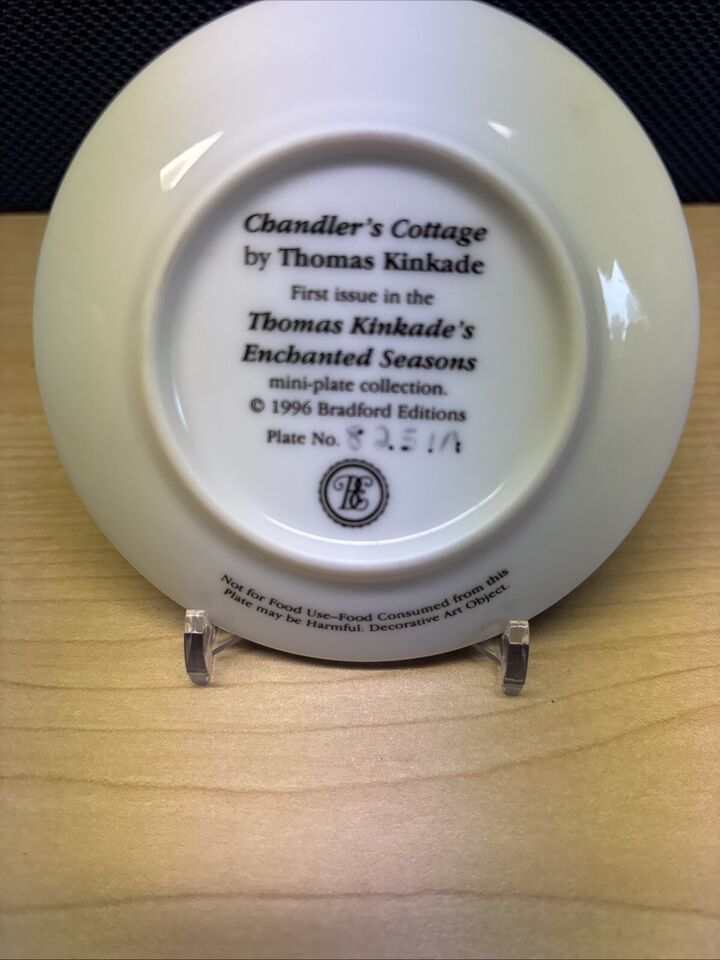 Chandler's Cottage
by Thomas Kinkade
First issue in the
Thomas Kinkade's
Enchanted Seasons
mini-plate collection.
© 1996 Bradford Editions
Plate No.
BE
Not for Food Use–Food Consumed from this
Plate may be Harmful. Decorative Art Object.